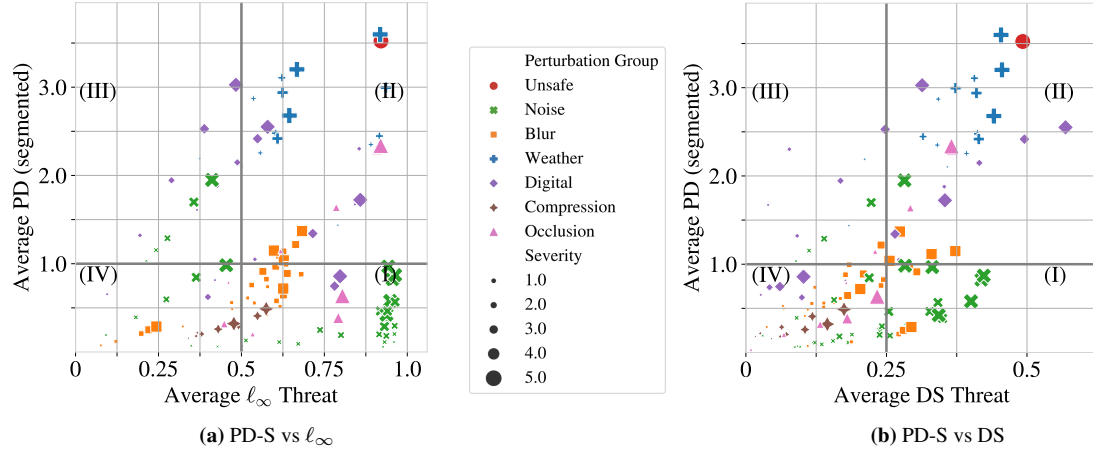 3.0
2.0
1.0
(III)
(II)
(IV)
(I)
0
0.25
0.5
0.75
1.0
Average PD (segmented)
Average ℓ∞ Threat
(a) PD-S vs ℓ∞
Perturbation Group
Unsafe
Noise
Blur
Weather
Digital
Compression
Occlusion
Severity
1.0
2.0
3.0
4.0
5.0
3.0
2.0
1.0
(III)
(II)
(IV)
(I)
0
0.25
0.5
Average PD (segmented)
Average DS Threat
(b) PD-S vs DS